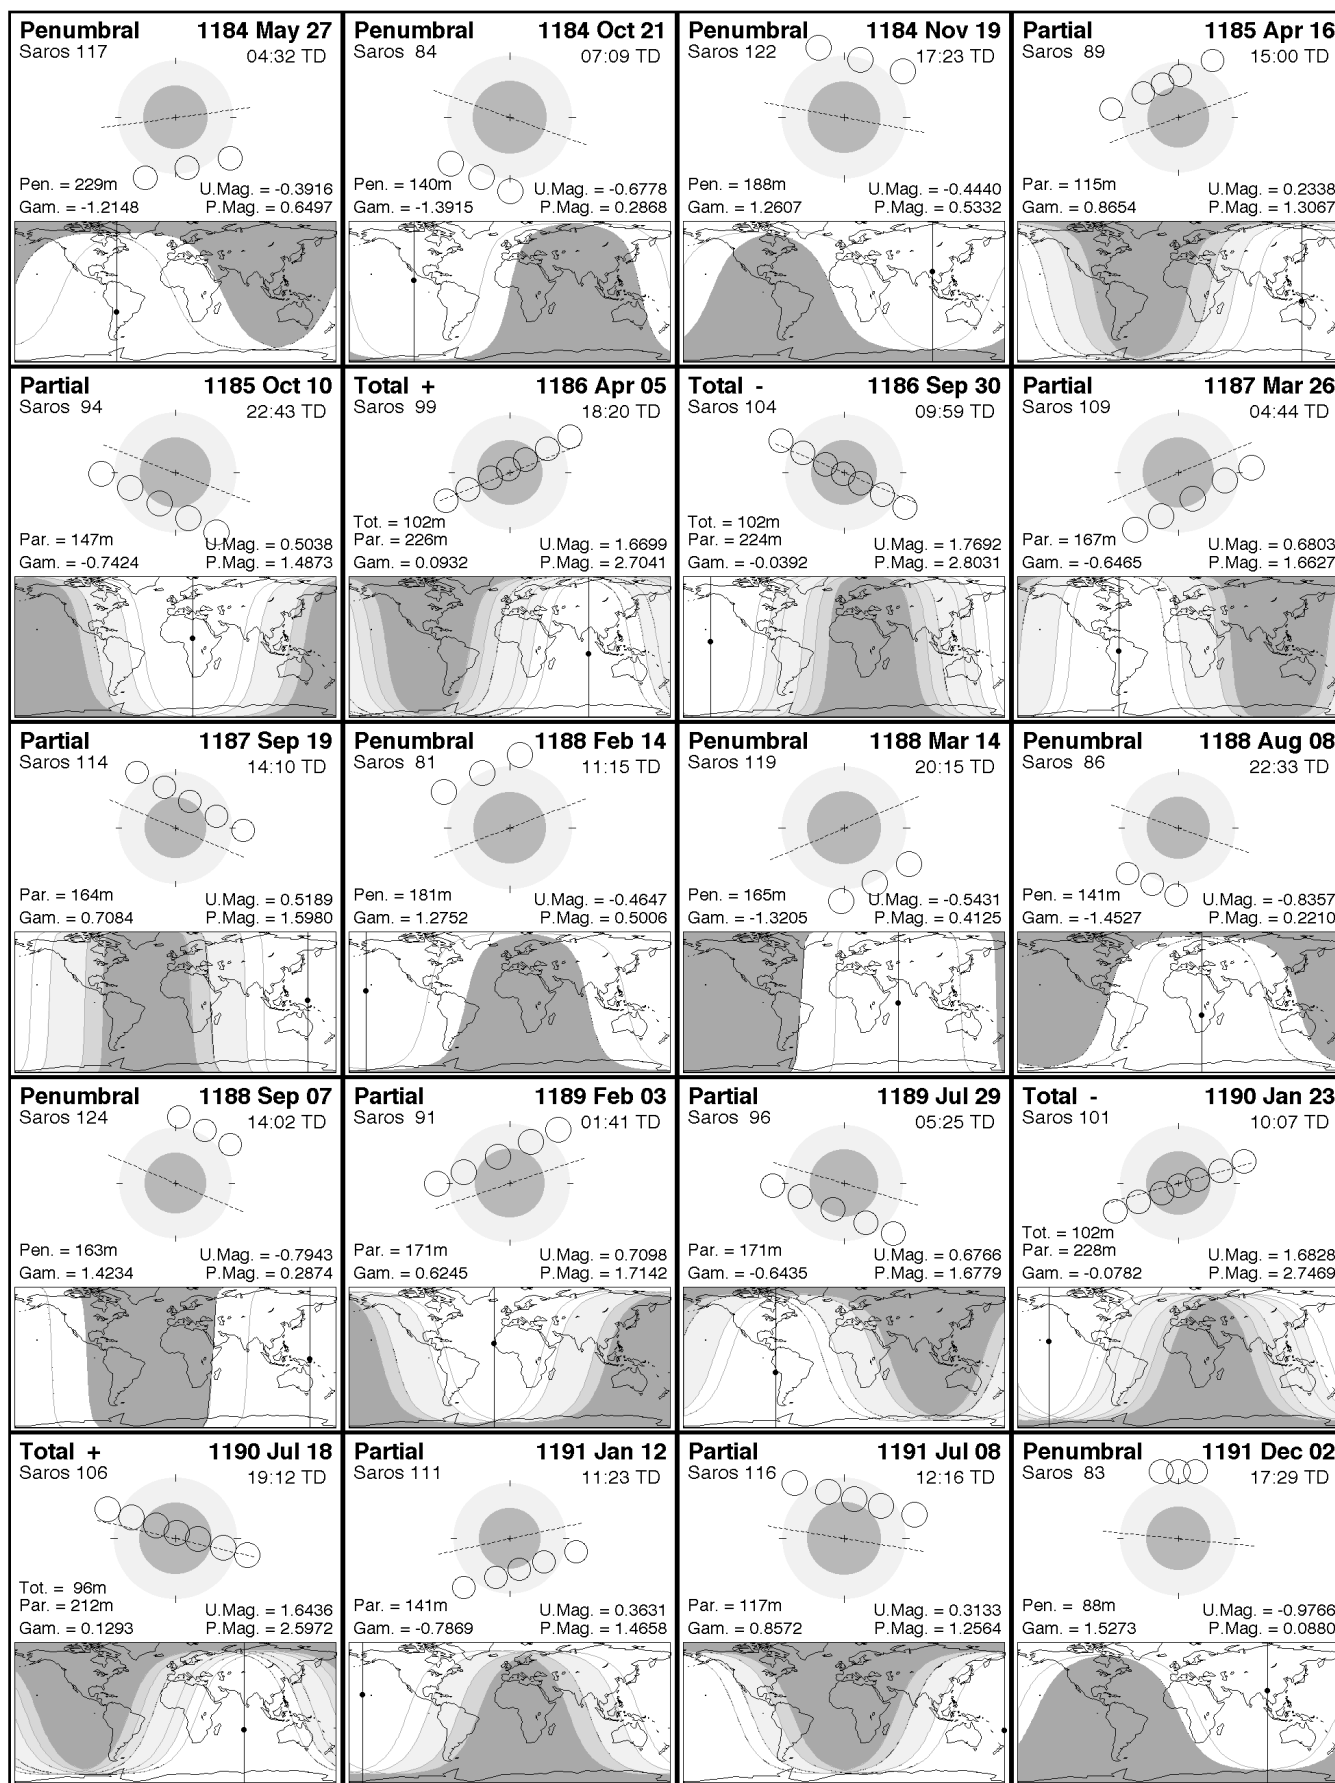 Penumbral 1184 May 27
Saros 117 04:32 TD
Pen. = 229m U.Mag. = -0.3916
Gam. = -1.2148 P.Mag. = 0.6497
Penumbral 1184 Oct 21
Saros 84 07:09 TD
Pen. = 140m U.Mag. = -0.6778
Gam. = -1.3915 P.Mag. = 0.2868
Penumbral 1184 Nov 19
Saros 122 17:23 TD
Pen. = 188m U.Mag. = -0.4440
Gam. = 1.2607 P.Mag. = 0.5332
Partial 1185 Apr 16
Saros 89 15:00 TD
Par. = 115m U.Mag. = 0.2338
Gam. = 0.8654 P.Mag. = 1.3067
Partial 1185 Oct 10
Saros 94 22:43 TD
Par. = 147m U.Mag. = 0.5038
Gam. = -0.7424 P.Mag. = 1.4873
Total + 1186 Apr 05
Saros 99 18:20 TD
Tot. = 102m
Par. = 226m U.Mag. = 1.6699
Gam. = 0.0932 P.Mag. = 2.7041
Total - 1186 Sep 30
Saros 104 09:59 TD
Tot. = 102m
Par. = 224m U.Mag. = 1.7692
Gam. = -0.0392 P.Mag. = 2.8031
Partial 1187 Mar 26
Saros 109 04:44 TD
Par. = 167m U.Mag. = 0.6803
Gam. = -0.6465 P.Mag. = 1.6627
Partial 1187 Sep 19
Saros 114 14:10 TD
Par. = 164m U.Mag. = 0.5189
Gam. = 0.7084 P.Mag. = 1.5980
Penumbral 1188 Feb 14
Saros 81 11:15 TD
Pen. = 181m U.Mag. = -0.4647
Gam. = 1.2752 P.Mag. = 0.5006
Penumbral 1188 Mar 14
Saros 119 20:15 TD
Pen. = 165m U.Mag. = -0.5431
Gam. = -1.3205 P.Mag. = 0.4125
Penumbral 1188 Aug 08
Saros 86 22:33 TD
Pen. = 141m U.Mag. = -0.8357
Gam. = -1.4527 P.Mag. = 0.2210
Penumbral 1188 Sep 07
Saros 124 14:02 TD
Pen. = 163m U.Mag. = -0.7943
Gam. = 1.4234 P.Mag. = 0.2874
Partial 1189 Feb 03
Saros 91 01:41 TD
Par. = 171m U.Mag. = 0.7098
Gam. = 0.6245 P.Mag. = 1.7142
Partial 1189 Jul 29
Saros 96 05:25 TD
Par. = 171m U.Mag. = 0.6766
Gam. = -0.6435 P.Mag. = 1.6779
Total - 1190 Jan 23
Saros 101 10:07 TD
Tot. = 102m
Par. = 228m U.Mag. = 1.6828
Gam. = -0.0782 P.Mag. = 2.7469
Total + 1190 Jul 18
Saros 106 19:12 TD
Tot. = 96m
Par. = 212m U.Mag. = 1.6436
Gam. = 0.1293 P.Mag. = 2.5972
Partial 1191 Jan 12
Saros 111 11:23 TD
Par. = 141m U.Mag. = 0.3631
Gam. = -0.7869 P.Mag. = 1.4658
Partial 1191 Jul 08
Saros 116 12:16 TD
Par. = 117m U.Mag. = 0.3133
Gam. = 0.8572 P.Mag. = 1.2564
Penumbral 1191 Dec 02
Saros 83 17:29 TD
Pen. = 88m U.Mag. = -0.9766
Gam. = 1.5273 P.Mag. = 0.0880